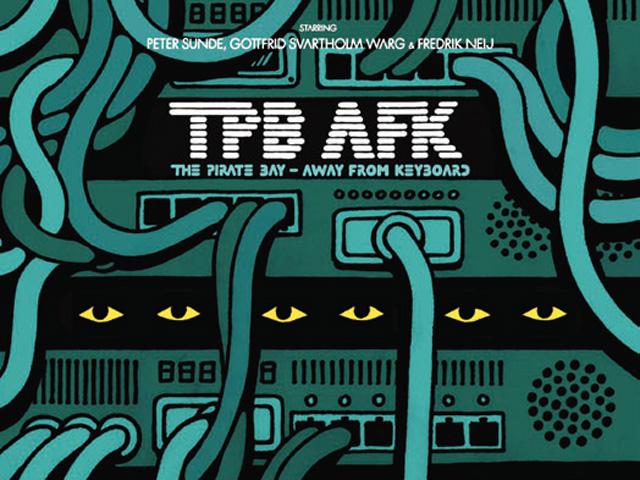 STARRING
PETER SUNDE, GOTTFRID SVARTHOLM WARG & FREDRIK NEIJ
TPB AFK
THE PIRATE BAY – AWAY FROM KEYBOARD